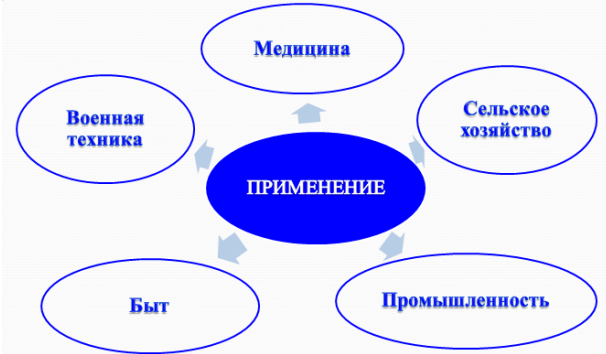 Медицина
Военная
техника
Сельское
хозяйство
ПРИМЕНЕНИЕ
Быт
Промышленность